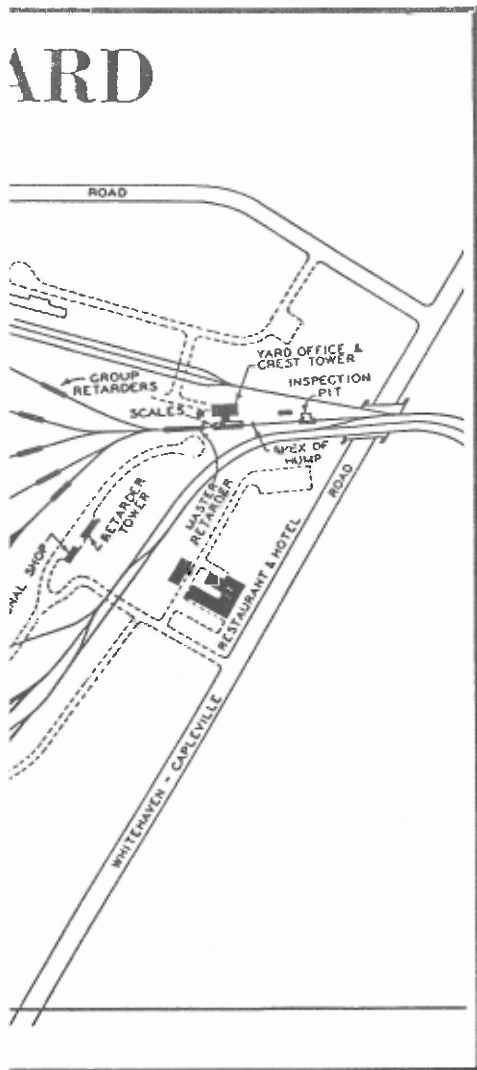 ARD
ROAD
YARD OFFICE &
CREST TOWER
GROUP
RETARDERS
INSPECTION
PIT
SCALES
APEX OF
HUMP
MASTER
RETARDER
ROAD
RETARDER
TOWER
NAL SHOP
RESTAURANT & HOTEL
WHITEHAVEN - CAPLEVILLE